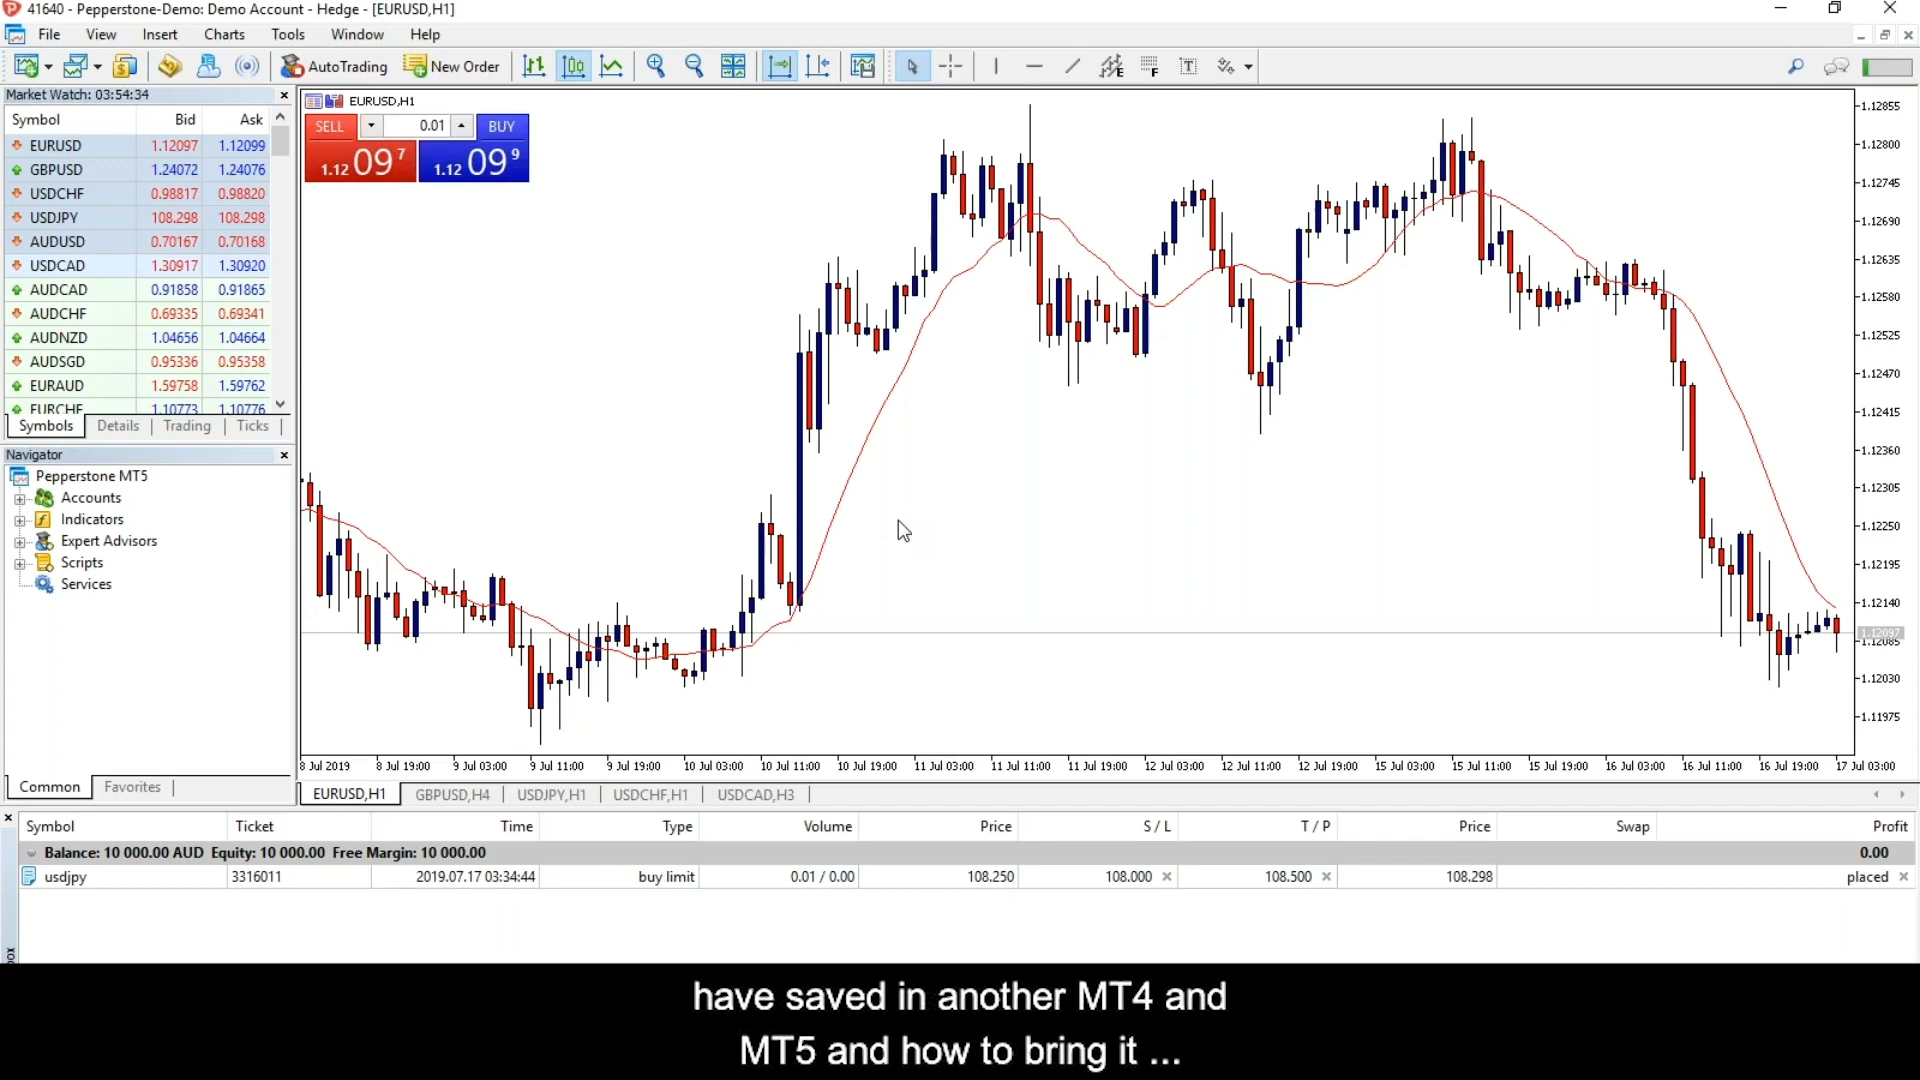 41640 - Pepperstone-Demo: Demo Account - Hedge - [EURUSD,H1]
File View Insert Charts Tools Window Help
AutoTrading New Order
Market Watch: 03:54:34
Symbol Bid Ask
EURUSD 1.12097 1.12099
GBPUSD 1.24072 1.24076
USDCHF 0.98817 0.98820
USDJPY 108.298 108.298
AUDUSD 0.70167 0.70168
USDCAD 1.30917 1.30920
AUDCAD 0.91858 0.91865
AUDCHF 0.69335 0.69341
AUDNZD 1.04656 1.04664
AUDSGD 0.95336 0.95358
EURAUD 1.59758 1.59762
EURCHF 1.10773 1.10776
Symbols Details Trading Ticks
Navigator
Pepperstone MT5
Accounts
Indicators
Expert Advisors
Scripts
Services
Common Favorites
EURUSD,H1
SELL 0.01 BUY
1.12 09 7 1.12 09 9
1.12855
1.12800
1.12745
1.12690
1.12635
1.12580
1.12525
1.12470
1.12415
1.12360
1.12305
1.12250
1.12195
1.12140
1.12097
1.12085
1.12030
1.11975
8 Jul 2019 8 Jul 19:00 9 Jul 03:00 9 Jul 11:00 9 Jul 19:00 10 Jul 03:00 10 Jul 11:00 10 Jul 19:00 11 Jul 03:00 11 Jul 11:00 11 Jul 19:00 12 Jul 03:00 12 Jul 11:00 12 Jul 19:00 15 Jul 03:00 15 Jul 11:00 15 Jul 19:00 16 Jul 03:00 16 Jul 11:00 16 Jul 19:00 17 Jul 03:00
EURUSD,H1 GBPUSD,H4 USDJPY,H1 USDCHF,H1 USDCAD,H3
Symbol Ticket Time Type Volume Price S / L T / P Price Swap Profit
Balance: 10 000.00 AUD Equity: 10 000.00 Free Margin: 10 000.00 0.00
usdjpy 3316011 2019.07.17 03:34:44 buy limit 0.01 / 0.00 108.250 108.000 108.500 108.298 placed
have saved in another MT4 and
MT5 and how to bring it ...